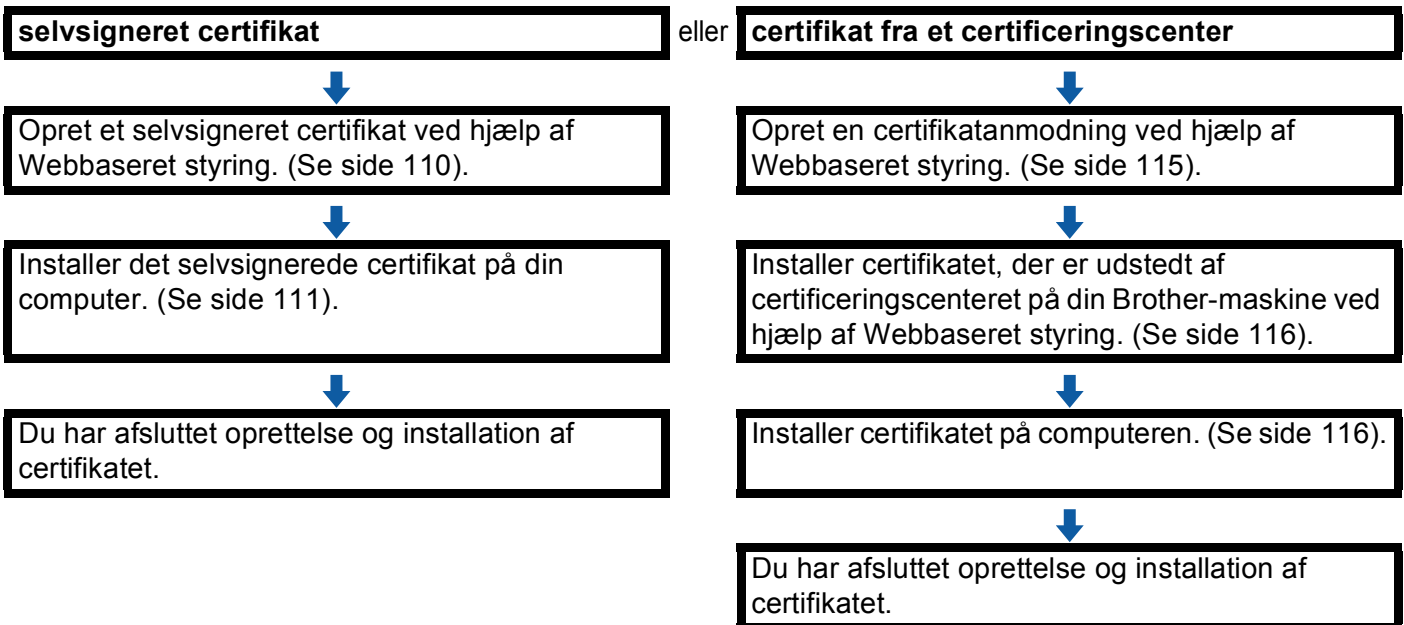 selvsigneret certifikat
eller
certifikat fra et certificeringscenter
Opret et selvsigneret certifikat ved hjælp af
Webbaseret styring. (Se side 110).
Opret en certifikatanmodning ved hjælp af
Webbaseret styring. (Se side 115).
Installer det selvsignerede certifikat på din
computer. (Se side 111).
Installer certifikatet, der er udstedt af
certificeringscenteret på din Brother-maskine ved
hjælp af Webbaseret styring. (Se side 116).
Du har afsluttet oprettelse og installation af
certifikatet.
Installer certifikatet på computeren. (Se side 116).
Du har afsluttet oprettelse og installation af
certifikatet.